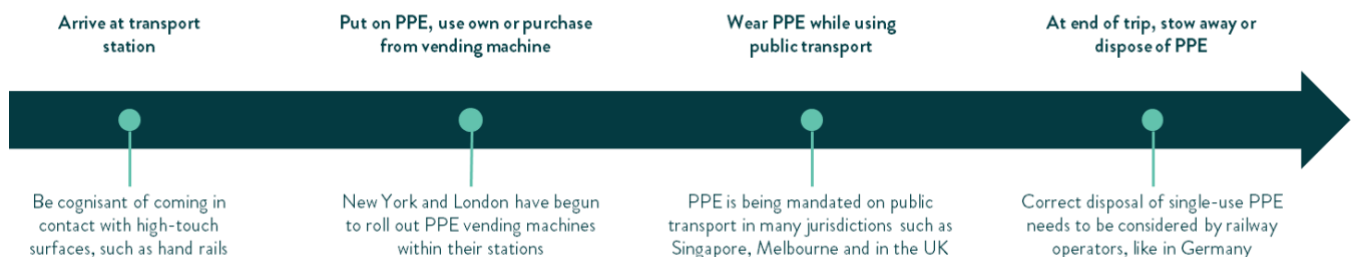 Arrive at transport
station
Put on PPE, use own or purchase
from vending machine
Wear PPE while using
public transport
At end of trip, stow away or
dispose of PPE
Be cognisant of coming in
contact with high-touch
surfaces, such as hand rails
New York and London have begun
to roll out PPE vending machines
within their stations
PPE is being mandated on public
transport in many jurisdictions such as
Singapore, Melbourne and in the UK
Correct disposal of single-use PPE
needs to be considered by railway
operators, like in Germany